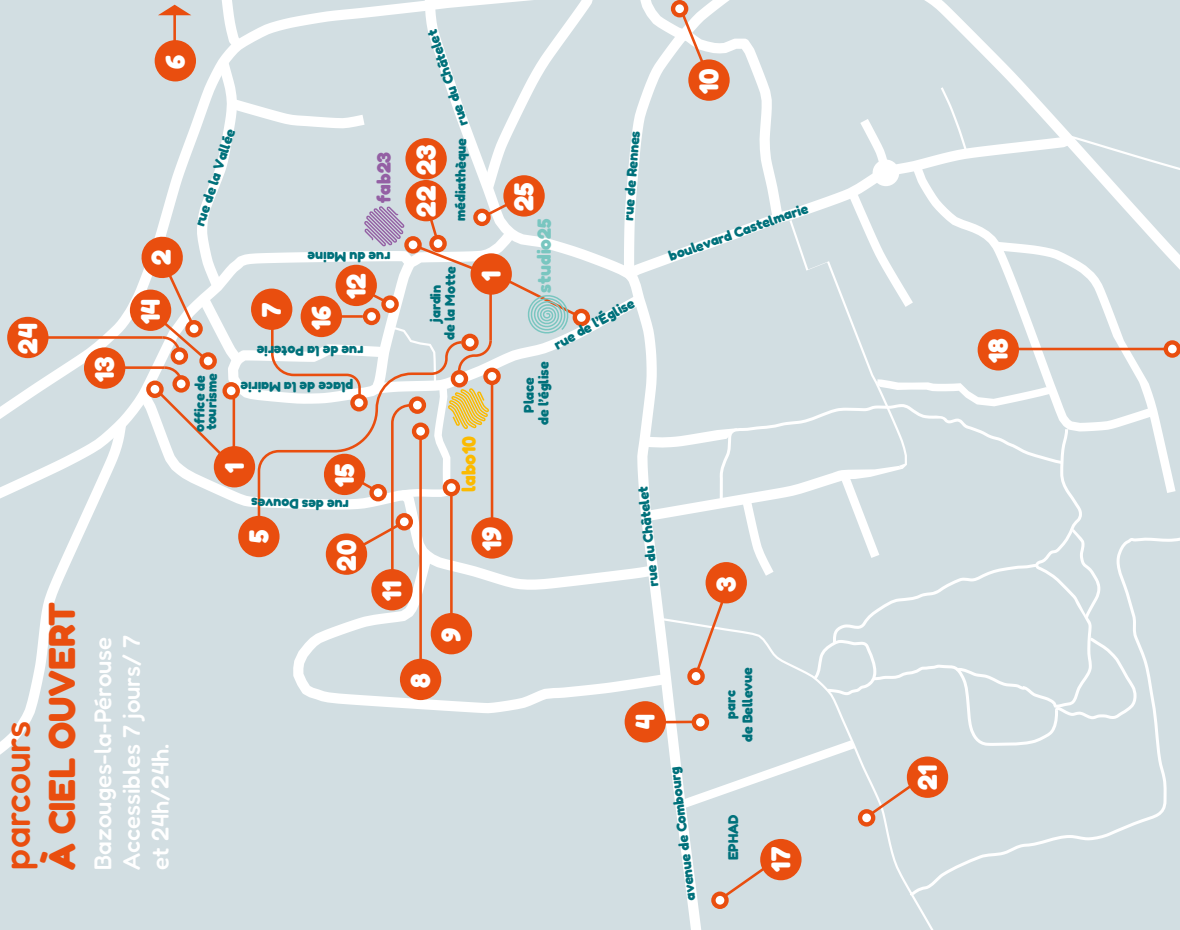 parcours
À CIEL OUVERT
Bazouges-la-Pérouse
Accessibles 7 jours/ 7
et 24h/24h.
24
13
14
2
6
1
5
7
16
12
15
20
11
8
9
19
22
23
25
1
10
18
3
4
17
21
rue de la Vallée
rue du Châtelet
médiathèque
fab23
studio25
labo10
rue du Maine
rue de la Poterie
place de la Mairie
office de
tourisme
rue des Douves
jardin
de la Motte
rue de l'Église
Place
de l'église
rue de Rennes
boulevard Castelmarie
rue du Châtelet
parc
de Bellevue
avenue de Combourg
EPHAD